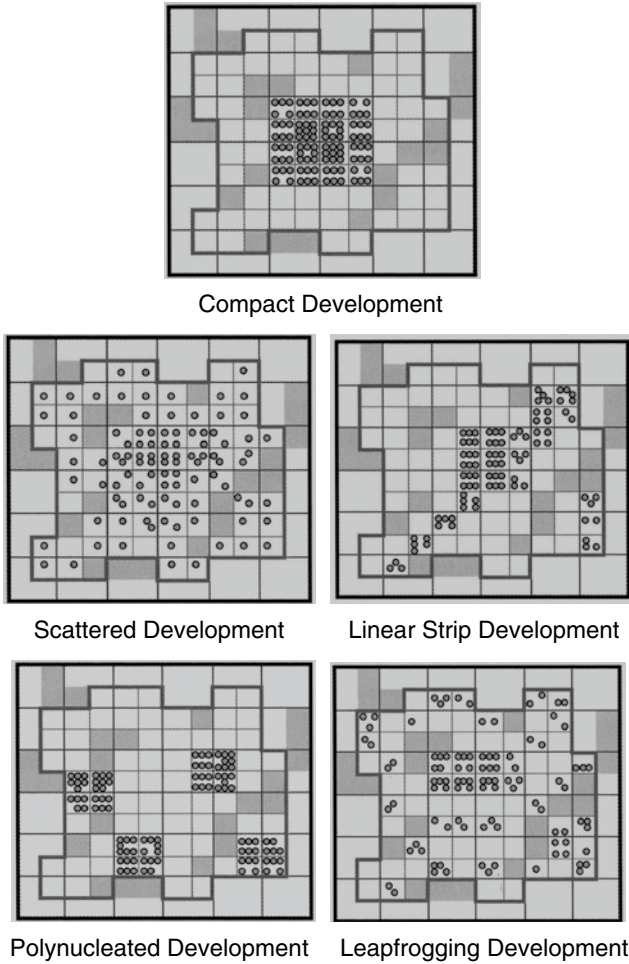 Compact Development
Scattered Development
Linear Strip Development
Polynucleated Development
Leapfrogging Development